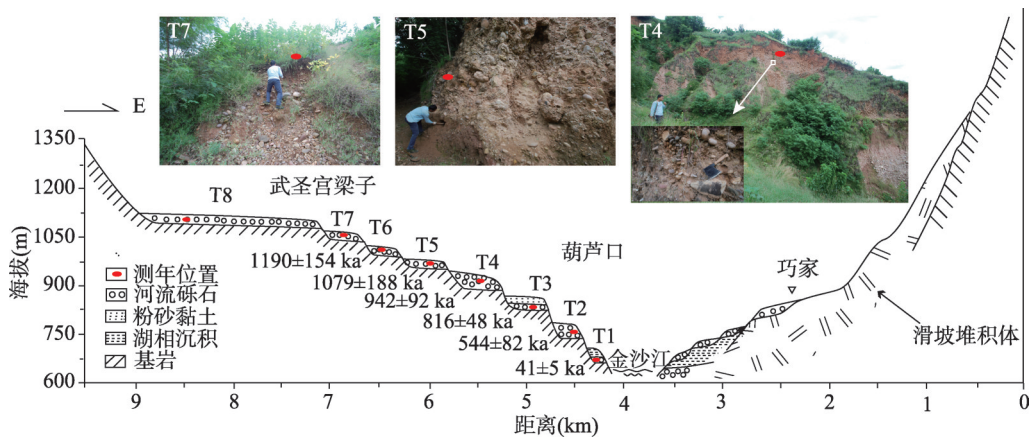 T7
T5
T4
E
1350
1200
1050
900
750
600
海拔(m)
武圣宫梁子
T8
T7
T6
T5
T4
T3
T2
T1
1190±154 ka
1079±188 ka
942±92 ka
816±48 ka
544±82 ka
41±5 ka
葫芦口
金沙江
巧家
滑坡堆积体
测年位置
河流砾石
粉砂黏土
湖相沉积
基岩
9
8
7
6
5
4
3
2
1
0
距离(km)